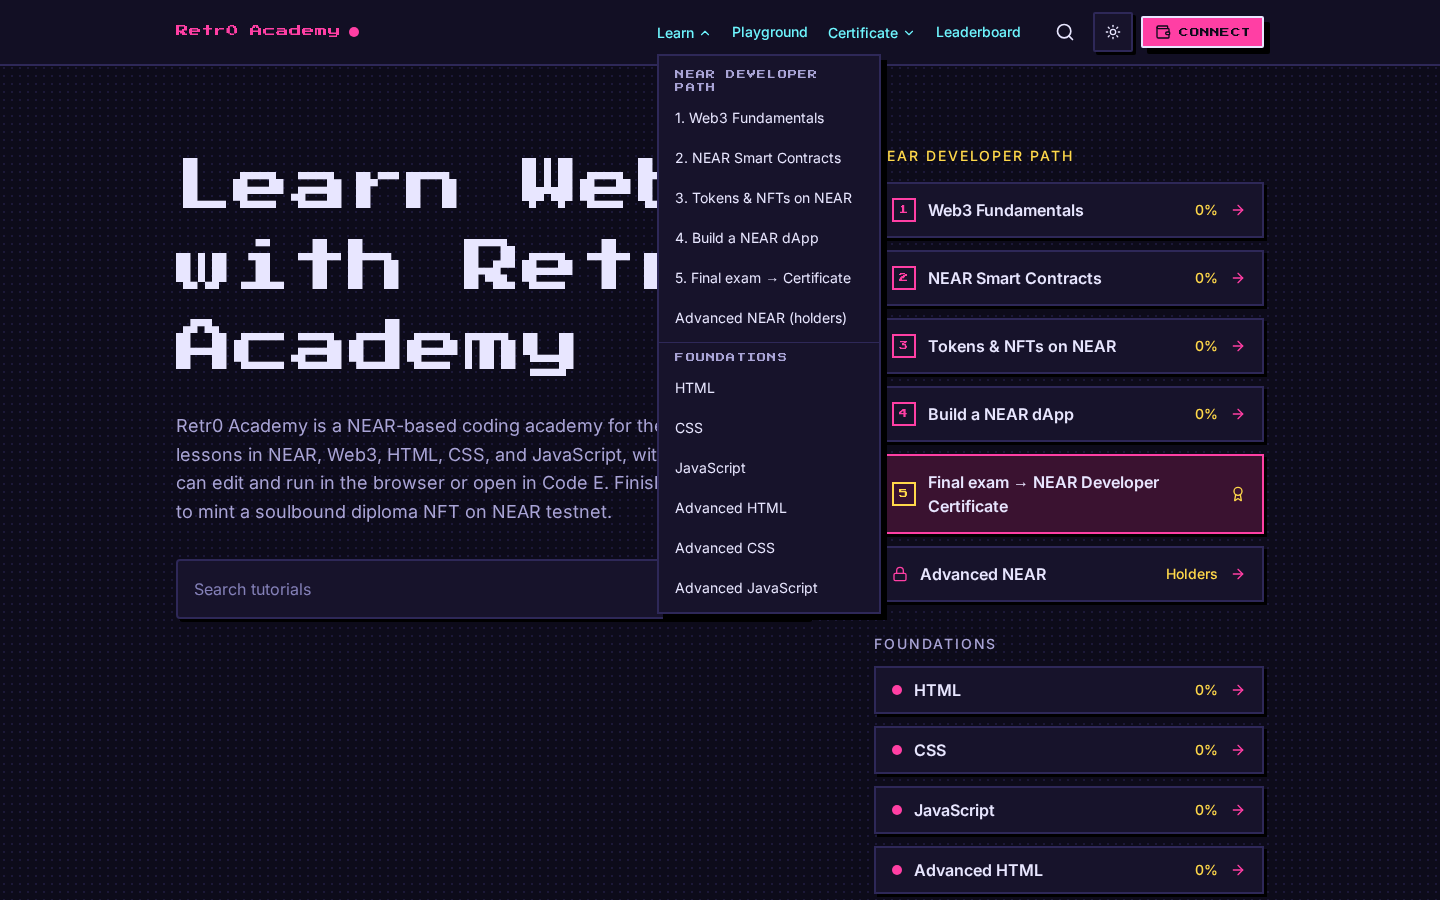 Retr0 Academy
Learn
Playground
Certificate
Leaderboard
CONNECT
NEAR DEVELOPER
PATH
1. Web3 Fundamentals
2. NEAR Smart Contracts
3. Tokens & NFTs on NEAR
4. Build a NEAR dApp
5. Final exam → Certificate
Advanced NEAR (holders)
FOUNDATIONS
HTML
CSS
JavaScript
Advanced HTML
Advanced CSS
Advanced JavaScript
Learn
with
Academy
Retr0 Academy is a NEAR-based coding academy for
lessons in NEAR, Web3, HTML, CSS, and JavaScript,
can edit and run in the browser or open in Code E.
to mint a soulbound diploma NFT on NEAR testnet.
Search tutorials
DEVELOPER PATH
1 Web3 Fundamentals 0%
2 NEAR Smart Contracts 0%
3 Tokens & NFTs on NEAR 0%
4 Build a NEAR dApp 0%
5 Final exam → NEAR Developer
Certificate
Advanced NEAR Holders
FOUNDATIONS
HTML 0%
CSS 0%
JavaScript 0%
Advanced HTML 0%